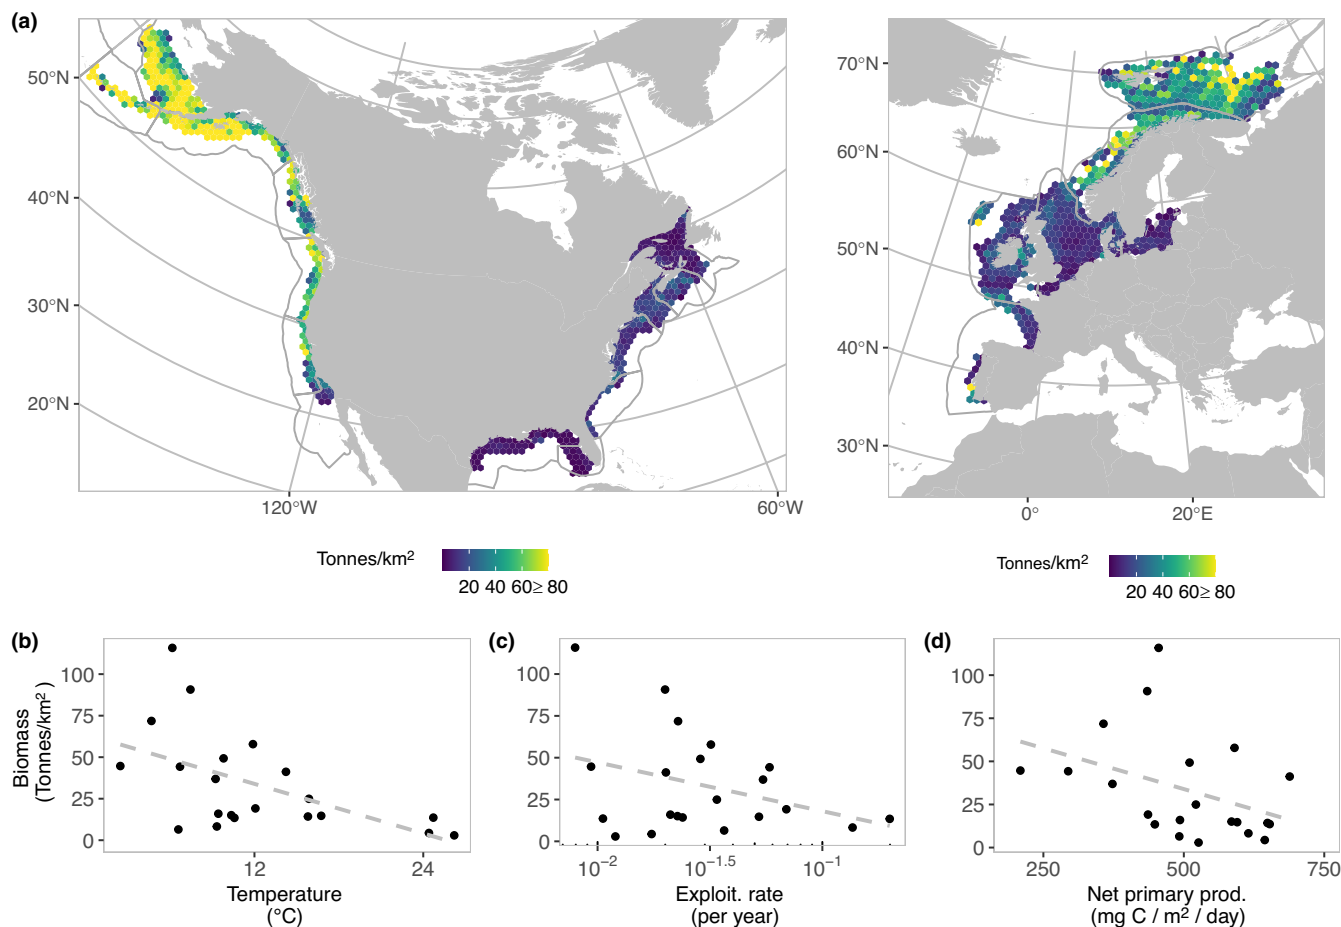 (a)
50°N
40°N
30°N
20°N
120°W
60°W
70°N
60°N
50°N
40°N
30°N
0°
20°E
Tonnes/km²
20 40 60≥ 80
Tonnes/km²
20 40 60≥ 80
(b)
Biomass
(Tonnes/km²)
100
75
50
25
0
12
24
Temperature
(°C)
(c)
100
75
50
25
0
10⁻²
10⁻¹·⁵
10⁻¹
Exploit. rate
(per year)
(d)
100
75
50
25
0
250
500
750
Net primary prod.
(mg C / m² / day)